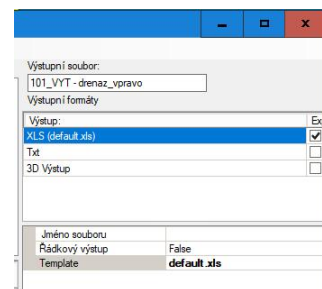 Výstupní soubor:
101_VYT - drenaz_vpravo
Výstupní formáty
Výstup: Ex
XLS (default.xls)
Txt
3D Výstup
Jméno souboru
Řádkový výstup False
Template default.xls